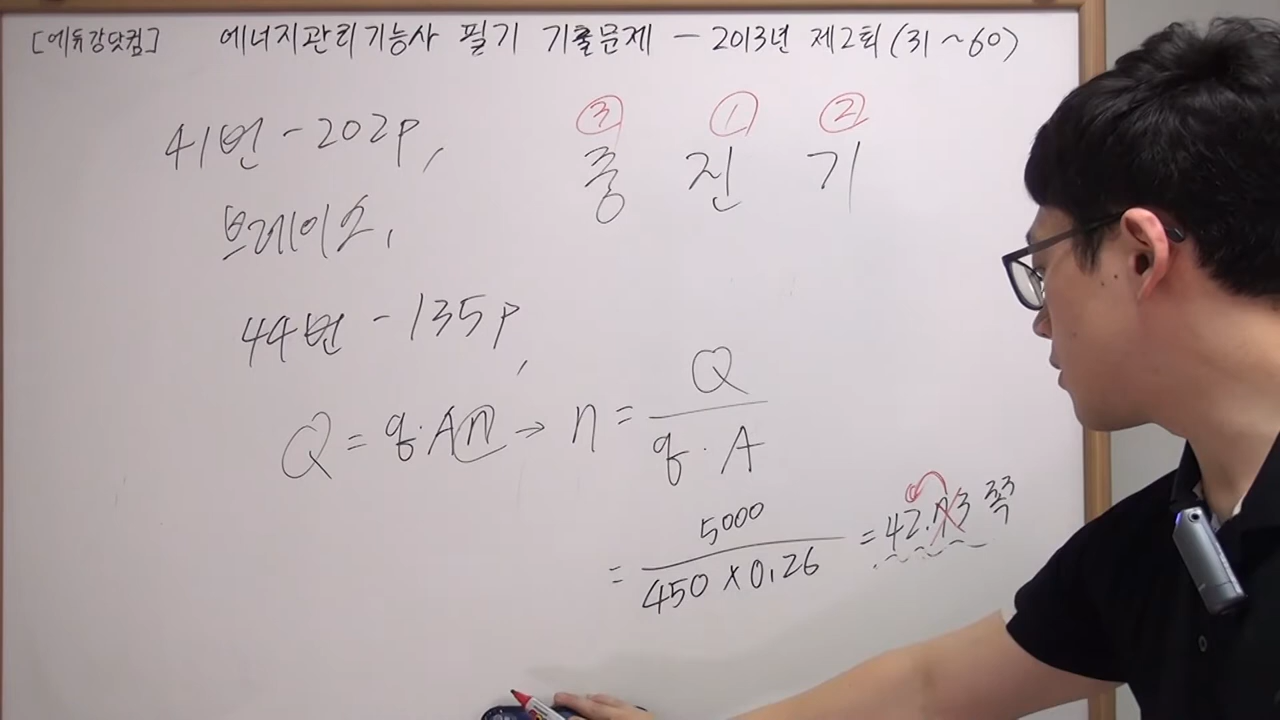 [에듀강닷컴] 에너지관리기능사 필기 기출문제 - 2013년 제2회 (31~60)
41번 - 202p,
③ ① ②
중 진 기
브레이스,
44번 - 135p,
Q = q·An → n = Q / q·A
= 5000 / 450 × 0.26 = 42.73 쪽